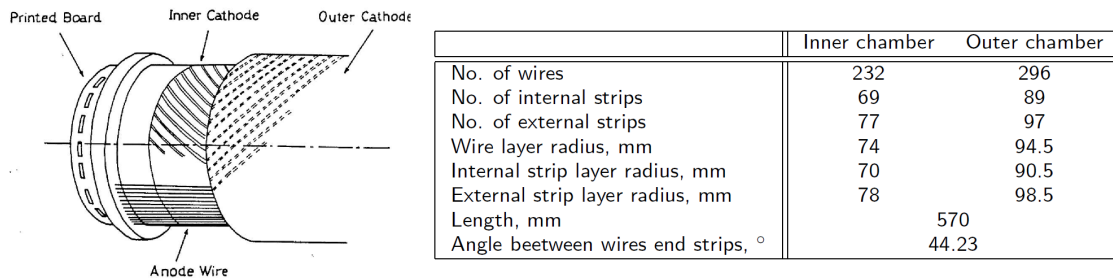 Printed Board
Inner Cathode
Outer Cathode
Anode Wire
Inner chamber Outer chamber
No. of wires 232 296
No. of internal strips 69 89
No. of external strips 77 97
Wire layer radius, mm 74 94.5
Internal strip layer radius, mm 70 90.5
External strip layer radius, mm 78 98.5
Length, mm 570
Angle beetween wires end strips, ° 44.23